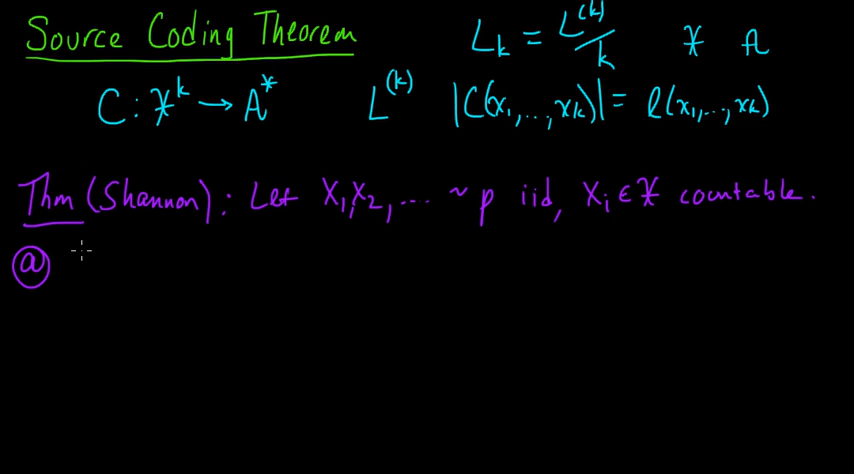 Source Coding Theorem
L_k = L^(k)/k 𝒳 A
C : 𝒳^k → A^* L^(k) |C(x_1,...,x_k)| = l(x_1,...,x_k)
Thm (Shannon): Let X_1,X_2,.... ~ p iid, X_i ∈ 𝒳 countable.
ⓐ